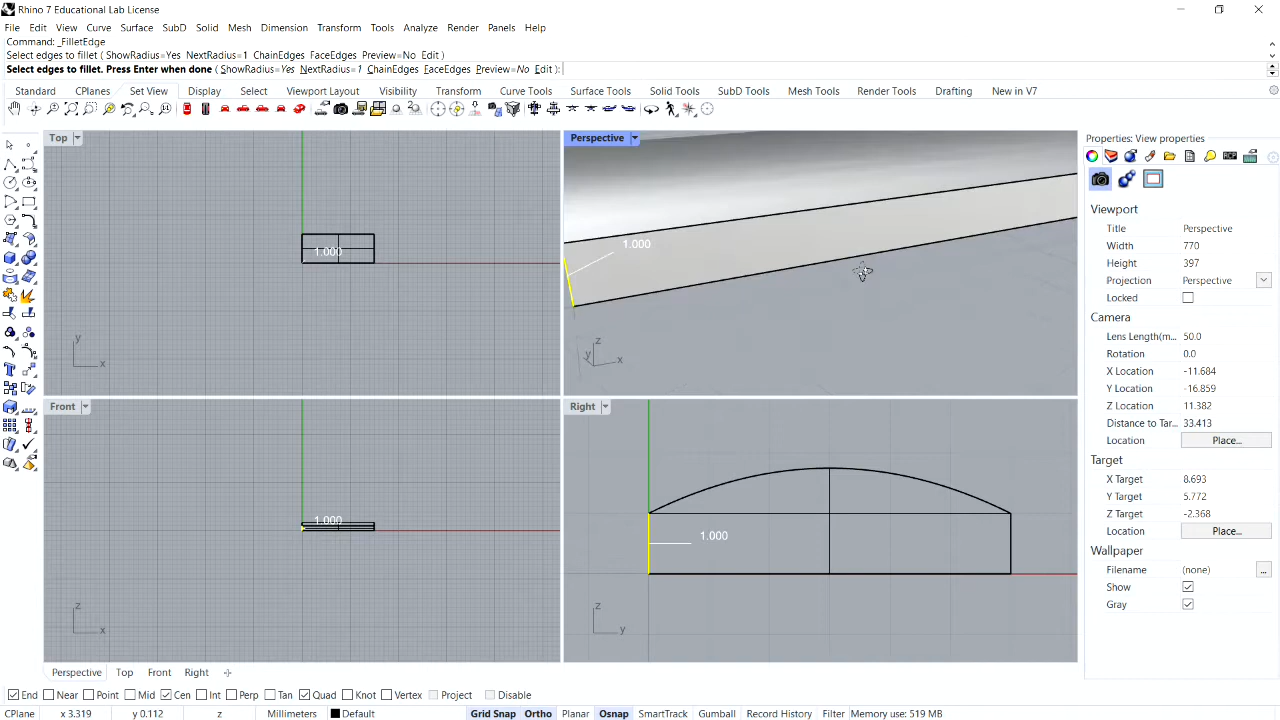 Rhino 7 Educational Lab License
File Edit View Curve Surface SubD Solid Mesh Dimension Transform Tools Analyze Render Panels Help
Command: _FilletEdge
Select edges to fillet ( ShowRadius=Yes NextRadius=1 ChainEdges FaceEdges Preview=No Edit )
Select edges to fillet. Press Enter when done ( ShowRadius=Yes NextRadius=1 ChainEdges FaceEdges Preview=No Edit ):
Standard CPlanes Set View Display Select Viewport Layout Visibility Transform Curve Tools Surface Tools Solid Tools SubD Tools Mesh Tools Render Tools Drafting New in V7
Top
1.000
y
x
Perspective
1.000
z
y
x
Front
1.000
z
x
Right
1.000
z
y
Properties: View properties
Viewport
Title Perspective
Width 770
Height 397
Projection Perspective
Locked
Camera
Lens Length(m... 50.0
Rotation 0.0
X Location -11.684
Y Location -16.859
Z Location 11.382
Distance to Tar... 33.413
Location Place...
Target
X Target 8.693
Y Target 5.772
Z Target -2.368
Location Place...
Wallpaper
Filename (none) ...
Show
Gray
Perspective Top Front Right
End Near Point Mid Cen Int Perp Tan Quad Knot Vertex Project Disable
CPlane x 3.319 y 0.112 z Millimeters Default Grid Snap Ortho Planar Osnap SmartTrack Gumball Record History Filter Memory use: 519 MB